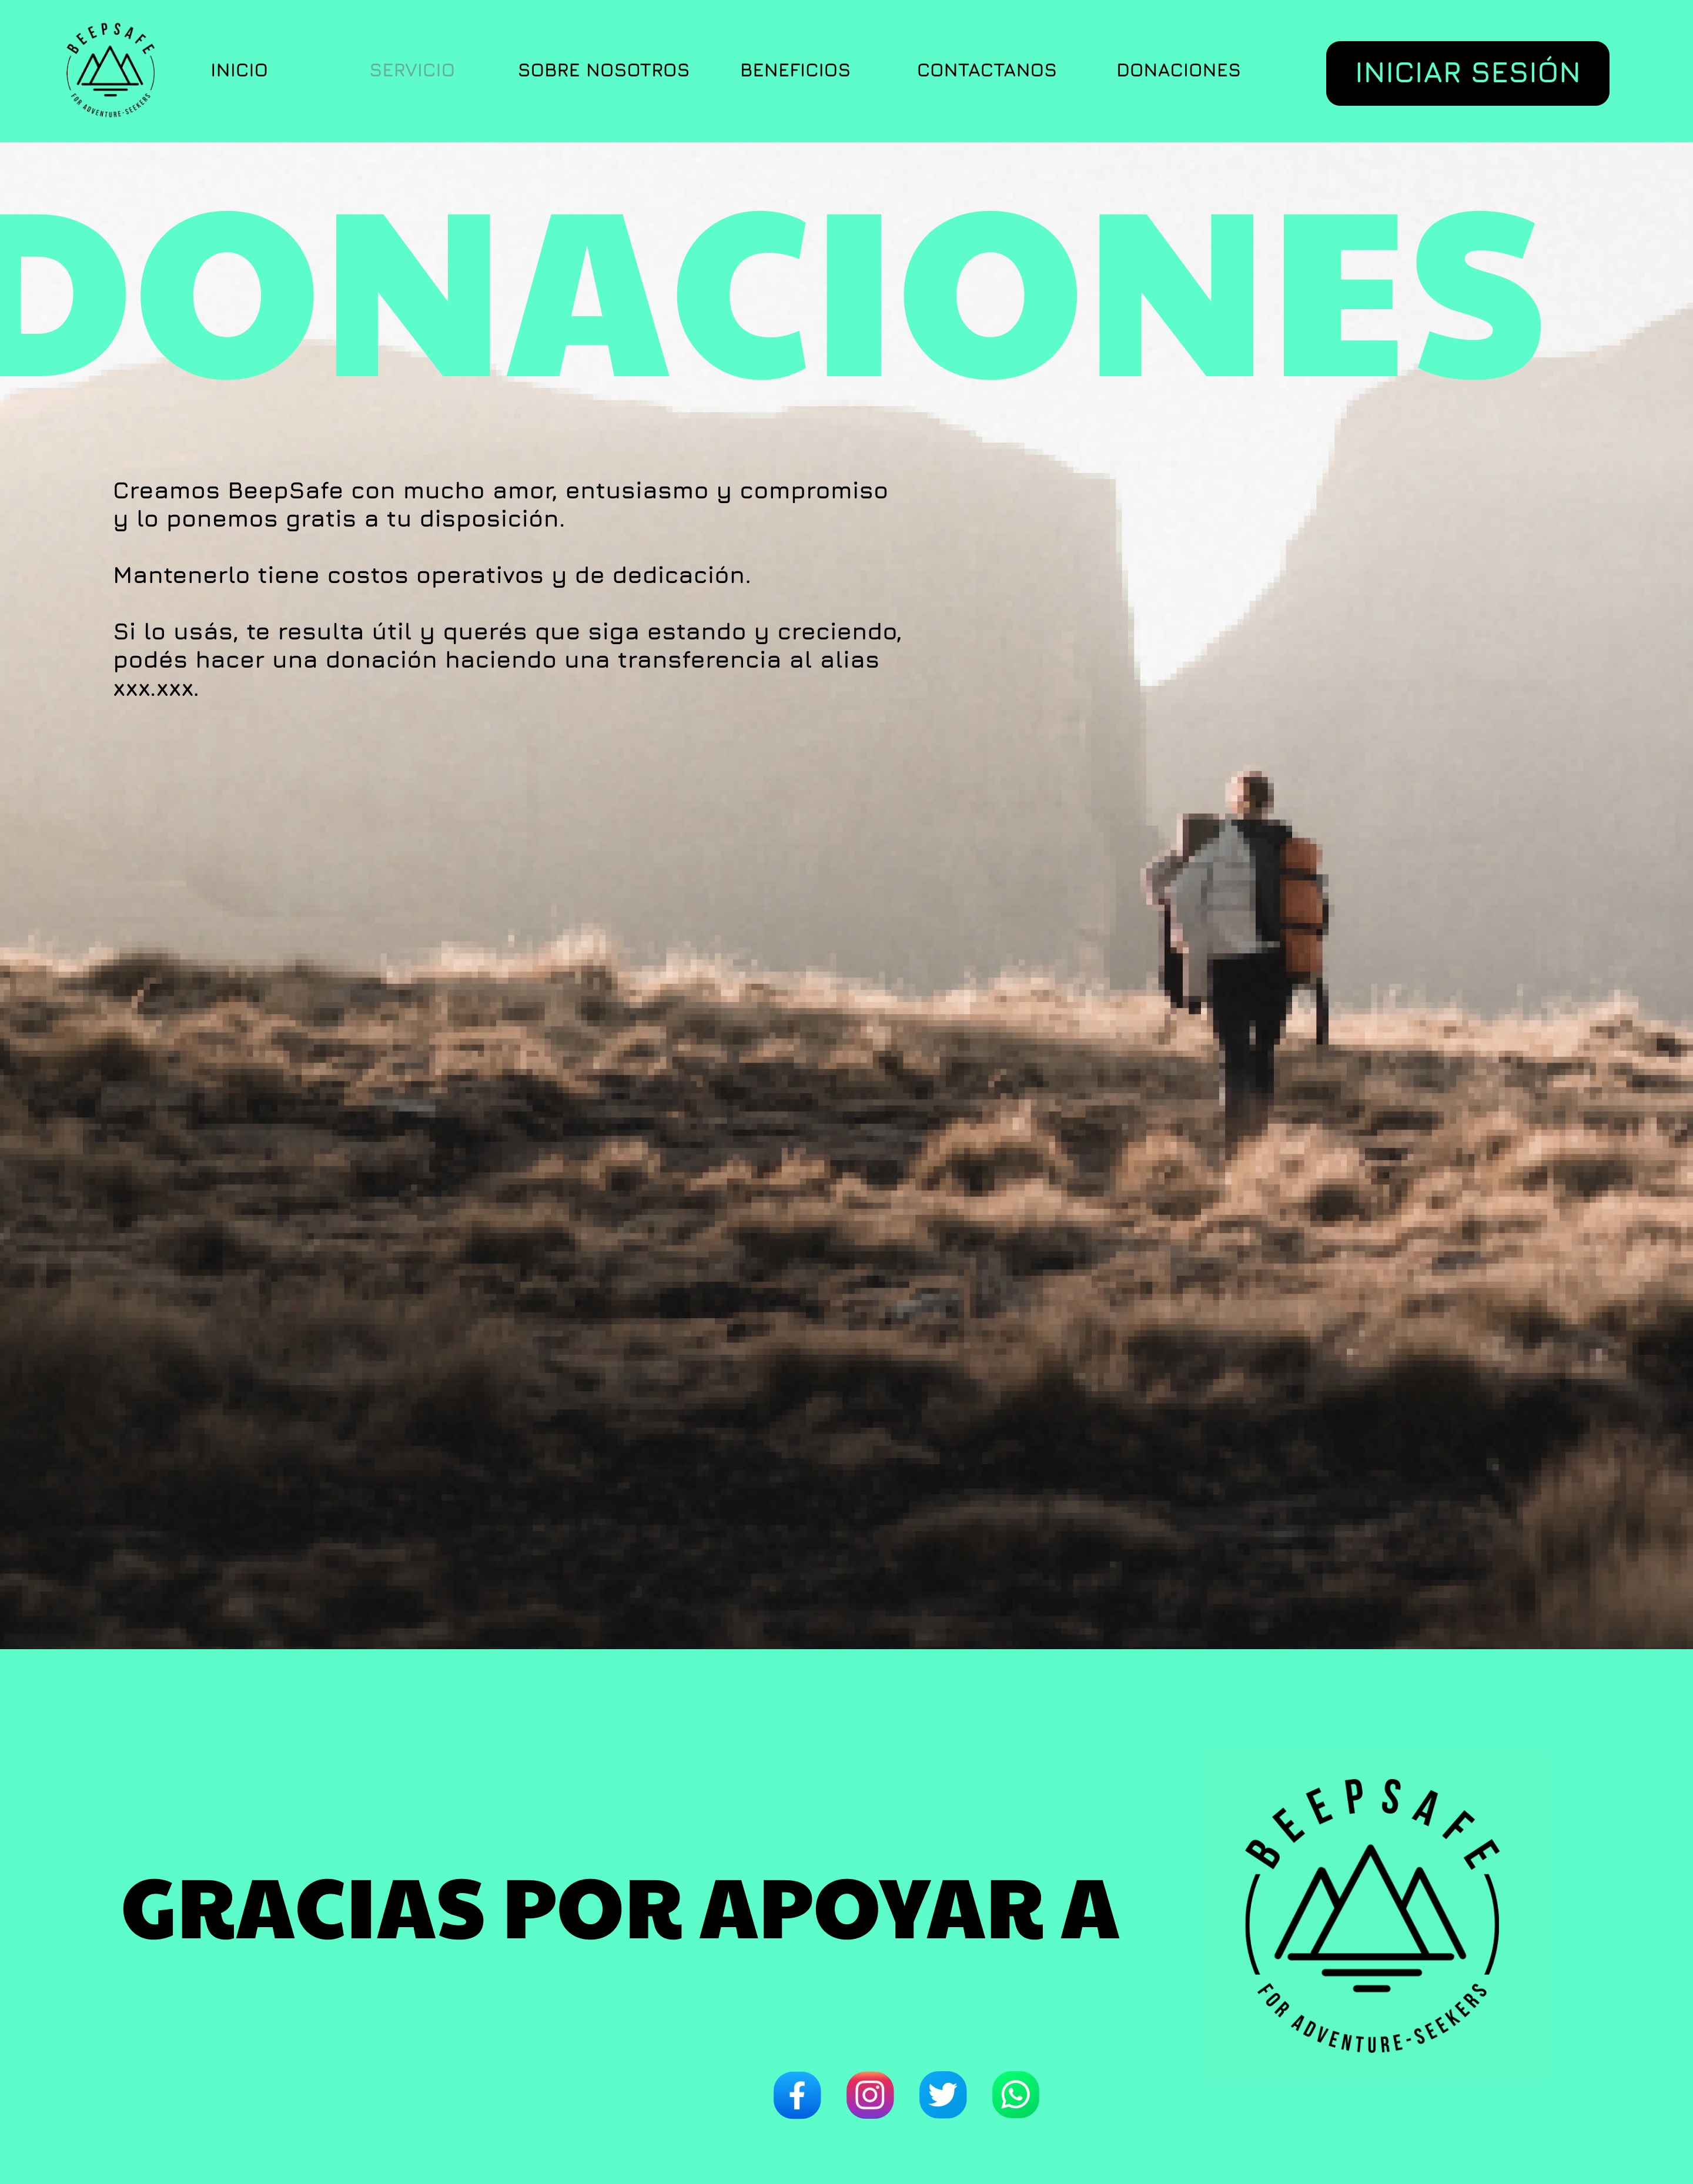 BEEPSAFE
FOR ADVENTURE-SEEKERS
INICIO
SERVICIO
SOBRE NOSOTROS
BENEFICIOS
CONTACTANOS
DONACIONES
INICIAR SESIÓN
DONACIONES
Creamos BeepSafe con mucho amor, entusiasmo y compromiso
y lo ponemos gratis a tu disposición.
Mantenerlo tiene costos operativos y de dedicación.
Si lo usás, te resulta útil y querés que siga estando y creciendo,
podés hacer una donación haciendo una transferencia al alias
xxx.xxx.
GRACIAS POR APOYAR A
BEEPSAFE
FOR ADVENTURE-SEEKERS